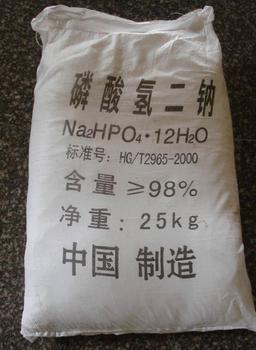 磷酸氢二钠
Na2HPO4·12H2O
标准号: HG/T2965-2000
含量≥98%
净重: 25kg
中国 制造